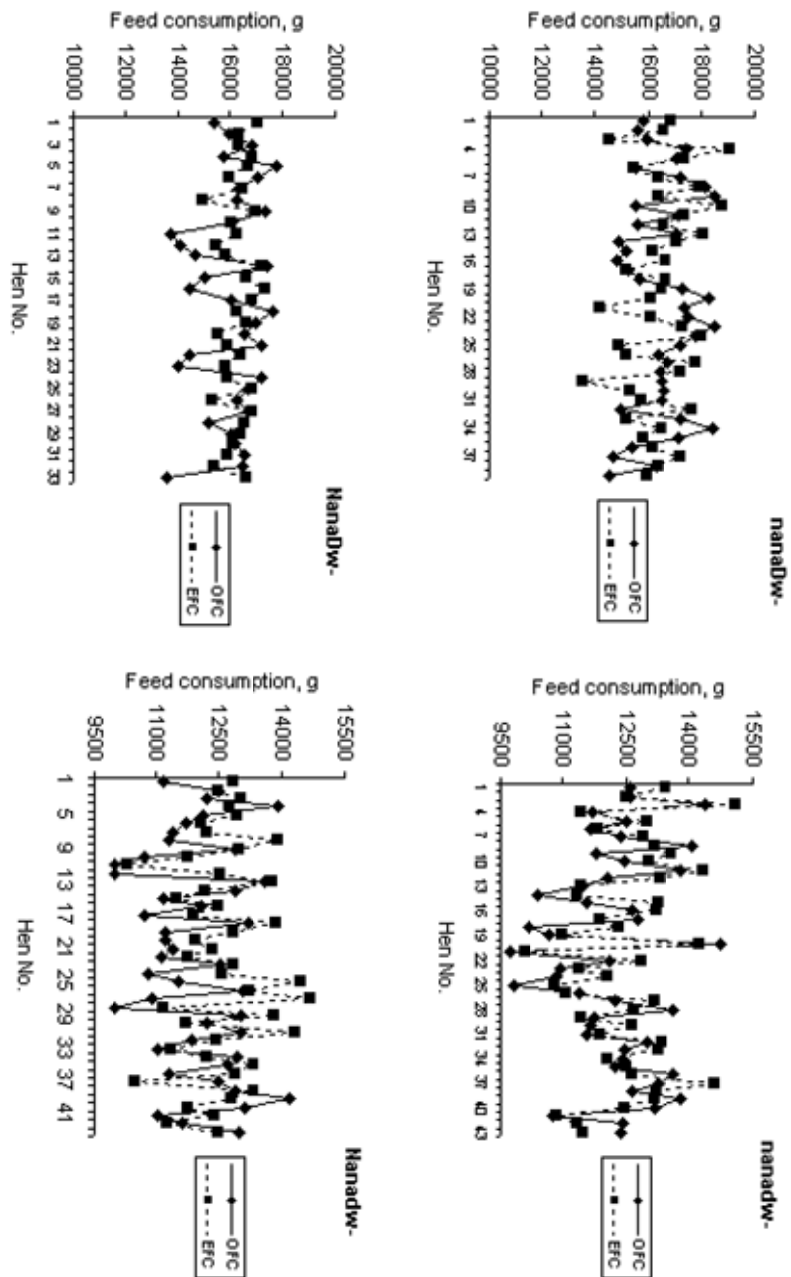 nanaDw-
Feed consumption, g
20000
18000
16000
14000
12000
10000
1 4 7 10 13 16 19 22 25 28 31 34 37
Hen No.
OFC
EFC
nanadw-
Feed consumption, g
15500
14000
12500
11000
9500
1 4 7 10 13 16 19 22 25 28 31 34 37 40 43
OFC
EFC
NanaDw-
Feed consumption, g
20000
18000
16000
14000
12000
10000
1 3 5 7 9 11 13 15 17 19 21 23 25 27 29 31 33
Hen No.
OFC
EFC
Nanadw-
Feed consumption, g
15500
14000
12500
11000
9500
1 5 9 13 17 21 25 29 33 37 41
Hen No.
OFC
EFC